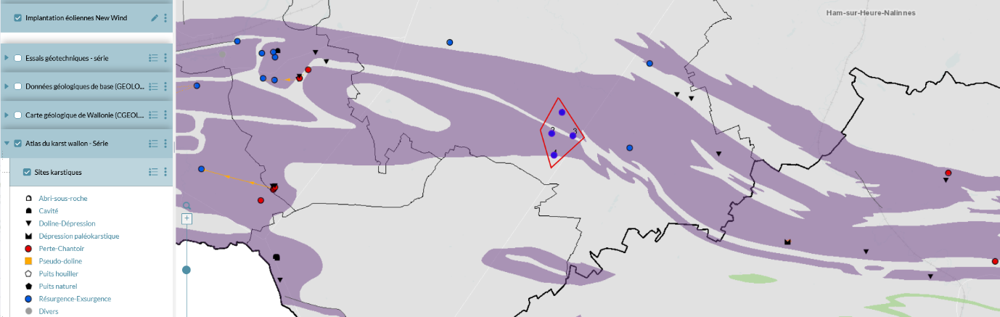 Implantation éoliennes New Wind
Ham-sur-Heure-Nalinnes
Essais géotechniques - série
Données géologiques de base (GEOLO...
Carte géologique de Wallonie (CGEOL...
Atlas du karst wallon - Série
Sites karstiques
Abri-sous-roche
Cavité
Doline-Dépression
Dépression paléokarstique
Perte-Chantoir
Pseudo-doline
Puits houiller
Puits naturel
Résurgence-Exsurgence
Divers
2
3
4
+